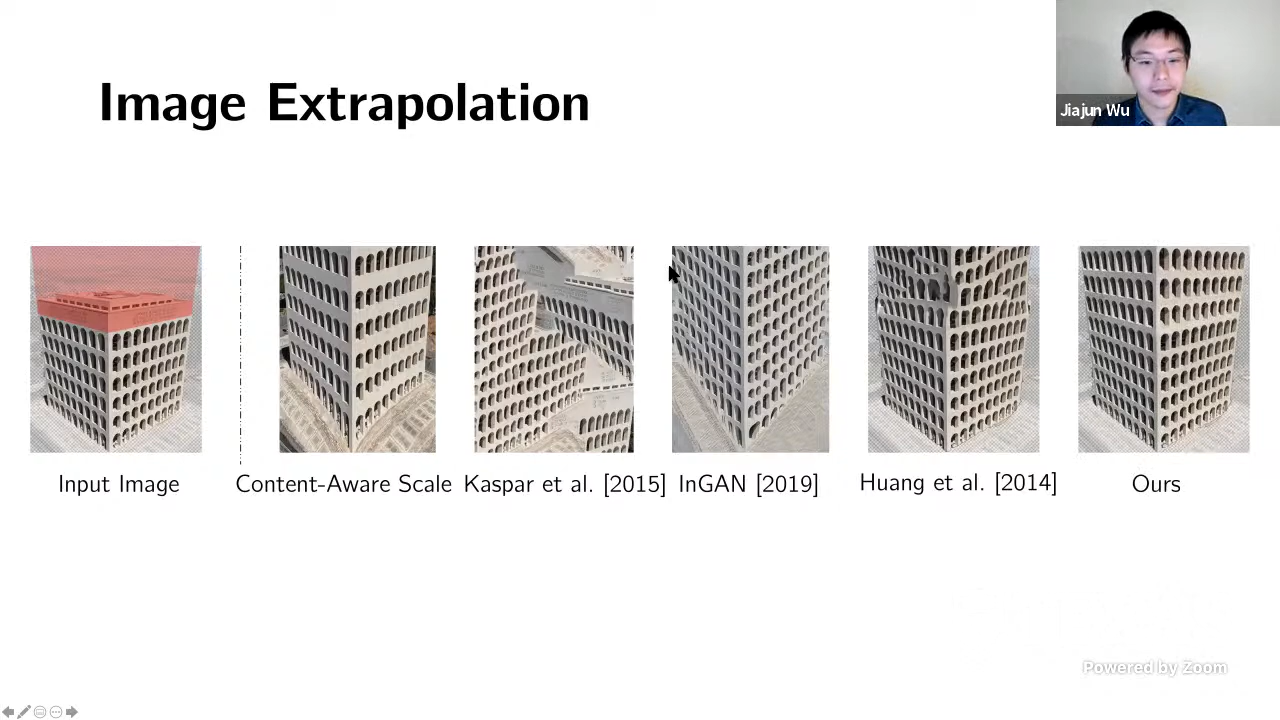 Image Extrapolation
Jiajun Wu
Input Image
Content-Aware Scale
Kaspar et al. [2015]
InGAN [2019]
Huang et al. [2014]
Ours
Powered by Zoom